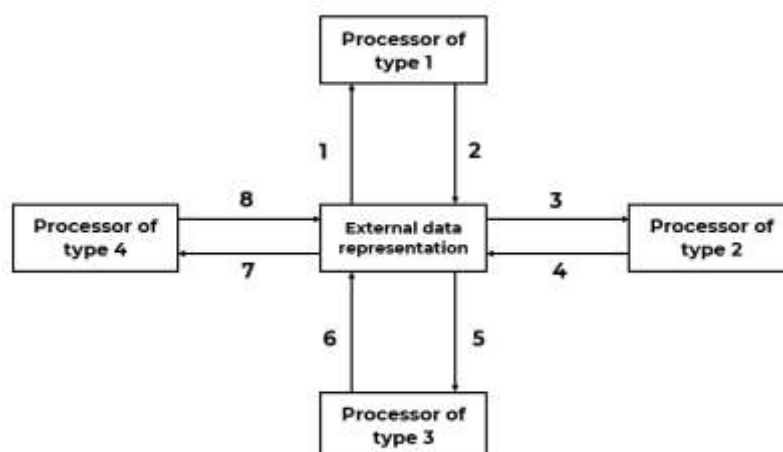 Processor of
type 1
1
2
8
3
Processor of
type 4
External data
representation
Processor of
type 2
7
4
6
5
Processor of
type 3